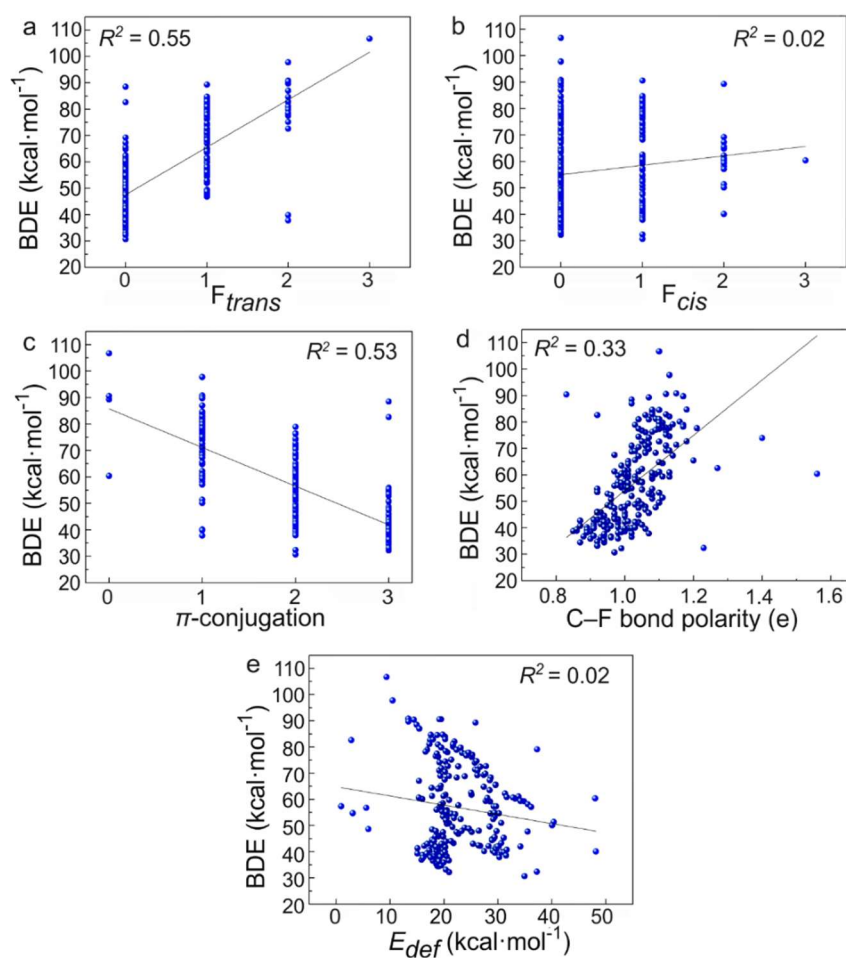 a
R² = 0.55
BDE (kcal·mol⁻¹)
110
100
90
80
70
60
50
40
30
20
0 1 2 3
F_trans
b
R² = 0.02
BDE (kcal·mol⁻¹)
110
100
90
80
70
60
50
40
30
20
0 1 2 3
F_cis
c
R² = 0.53
BDE (kcal·mol⁻¹)
110
100
90
80
70
60
50
40
30
20
0 1 2 3
π-conjugation
d
R² = 0.33
BDE (kcal·mol⁻¹)
110
100
90
80
70
60
50
40
30
20
0.8 1.0 1.2 1.4 1.6
C–F bond polarity (e)
e
R² = 0.02
BDE (kcal·mol⁻¹)
110
100
90
80
70
60
50
40
30
20
0 10 20 30 40 50
E_def (kcal·mol⁻¹)